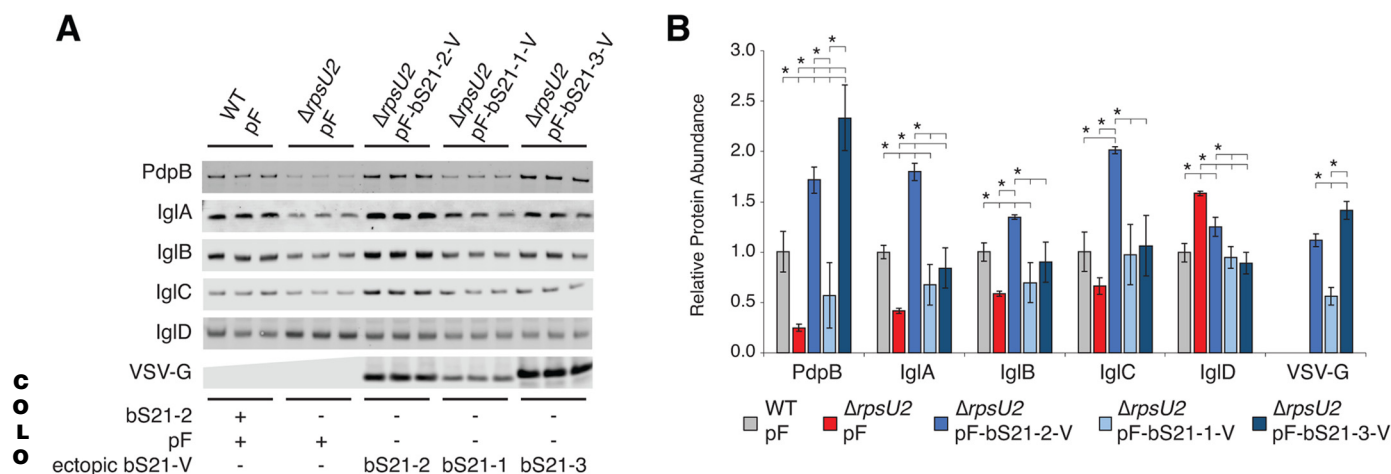 A
WT
pF
ΔrpsU2
pF
ΔrpsU2
pF-bS21-2-V
ΔrpsU2
pF-bS21-1-V
ΔrpsU2
pF-bS21-3-V
PdpB
IglA
IglB
IglC
IglD
VSV-G
bS21-2 + - - - -
pF + + - - -
ectopic bS21-V - - bS21-2 bS21-1 bS21-3
C
O
L
O
B
Relative Protein Abundance
3.0
2.5
2.0
1.5
1.0
0.5
0.0
* * * * *
* * * *
* * * *
* * * *
* * * *
* * *
PdpB IglA IglB IglC IglD VSV-G
WT
pF
ΔrpsU2
pF
ΔrpsU2
pF-bS21-2-V
ΔrpsU2
pF-bS21-1-V
ΔrpsU2
pF-bS21-3-V